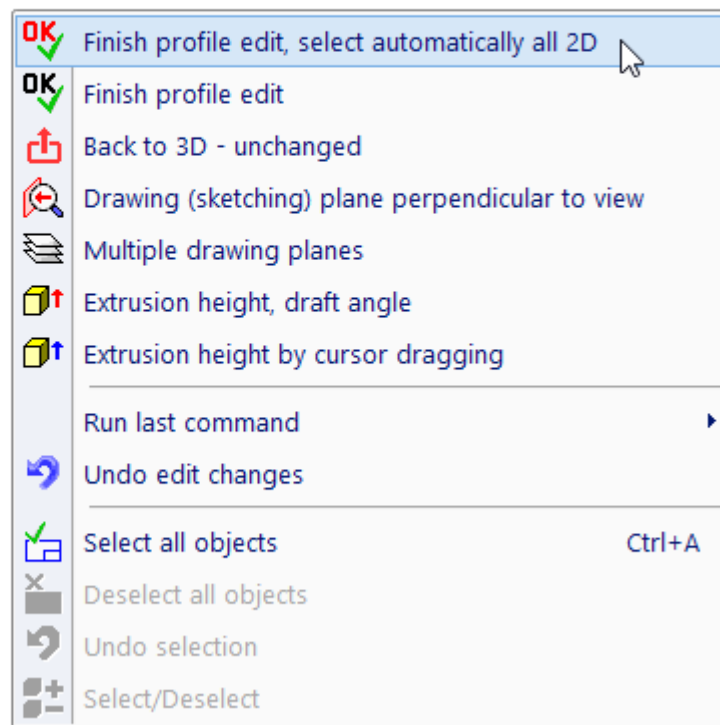 OK Finish profile edit, select automatically all 2D
OK Finish profile edit
Back to 3D - unchanged
Drawing (sketching) plane perpendicular to view
Multiple drawing planes
Extrusion height, draft angle
Extrusion height by cursor dragging
Run last command
Undo edit changes
Select all objects Ctrl+A
Deselect all objects
Undo selection
Select/Deselect